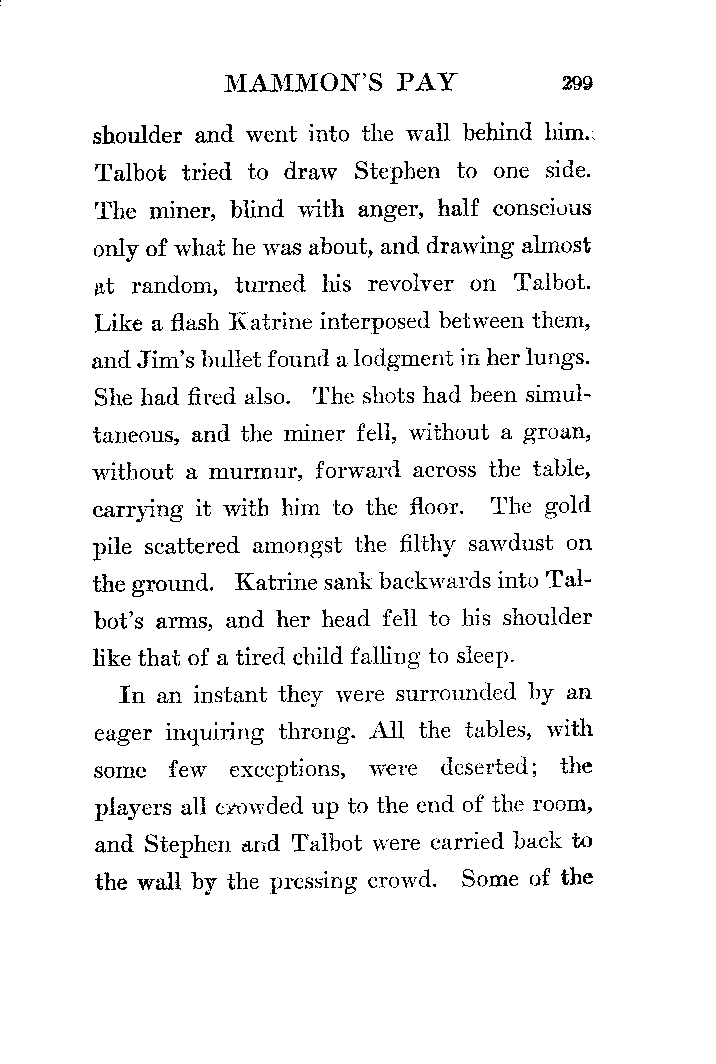 MAMMON'S PAY 299
shoulder and went into the wall behind him.
Talbot tried to draw Stephen to one side.
The miner, blind with anger, half conscious
only of what he was about, and drawing almost
at random, turned his revolver on Talbot.
Like a flash Katrine interposed between them,
and Jim's bullet found a lodgment in her lungs.
She had fired also. The shots had been simul-
taneous, and the miner fell, without a groan,
without a murmur, forward across the table,
carrying it with him to the floor. The gold
pile scattered amongst the filthy sawdust on
the ground. Katrine sank backwards into Tal-
bot's arms, and her head fell to his shoulder
like that of a tired child falling to sleep.
In an instant they were surrounded by an
eager inquiring throng. All the tables, with
some few exceptions, were deserted; the
players all crowded up to the end of the room,
and Stephen and Talbot were carried back to
the wall by the pressing crowd. Some of the